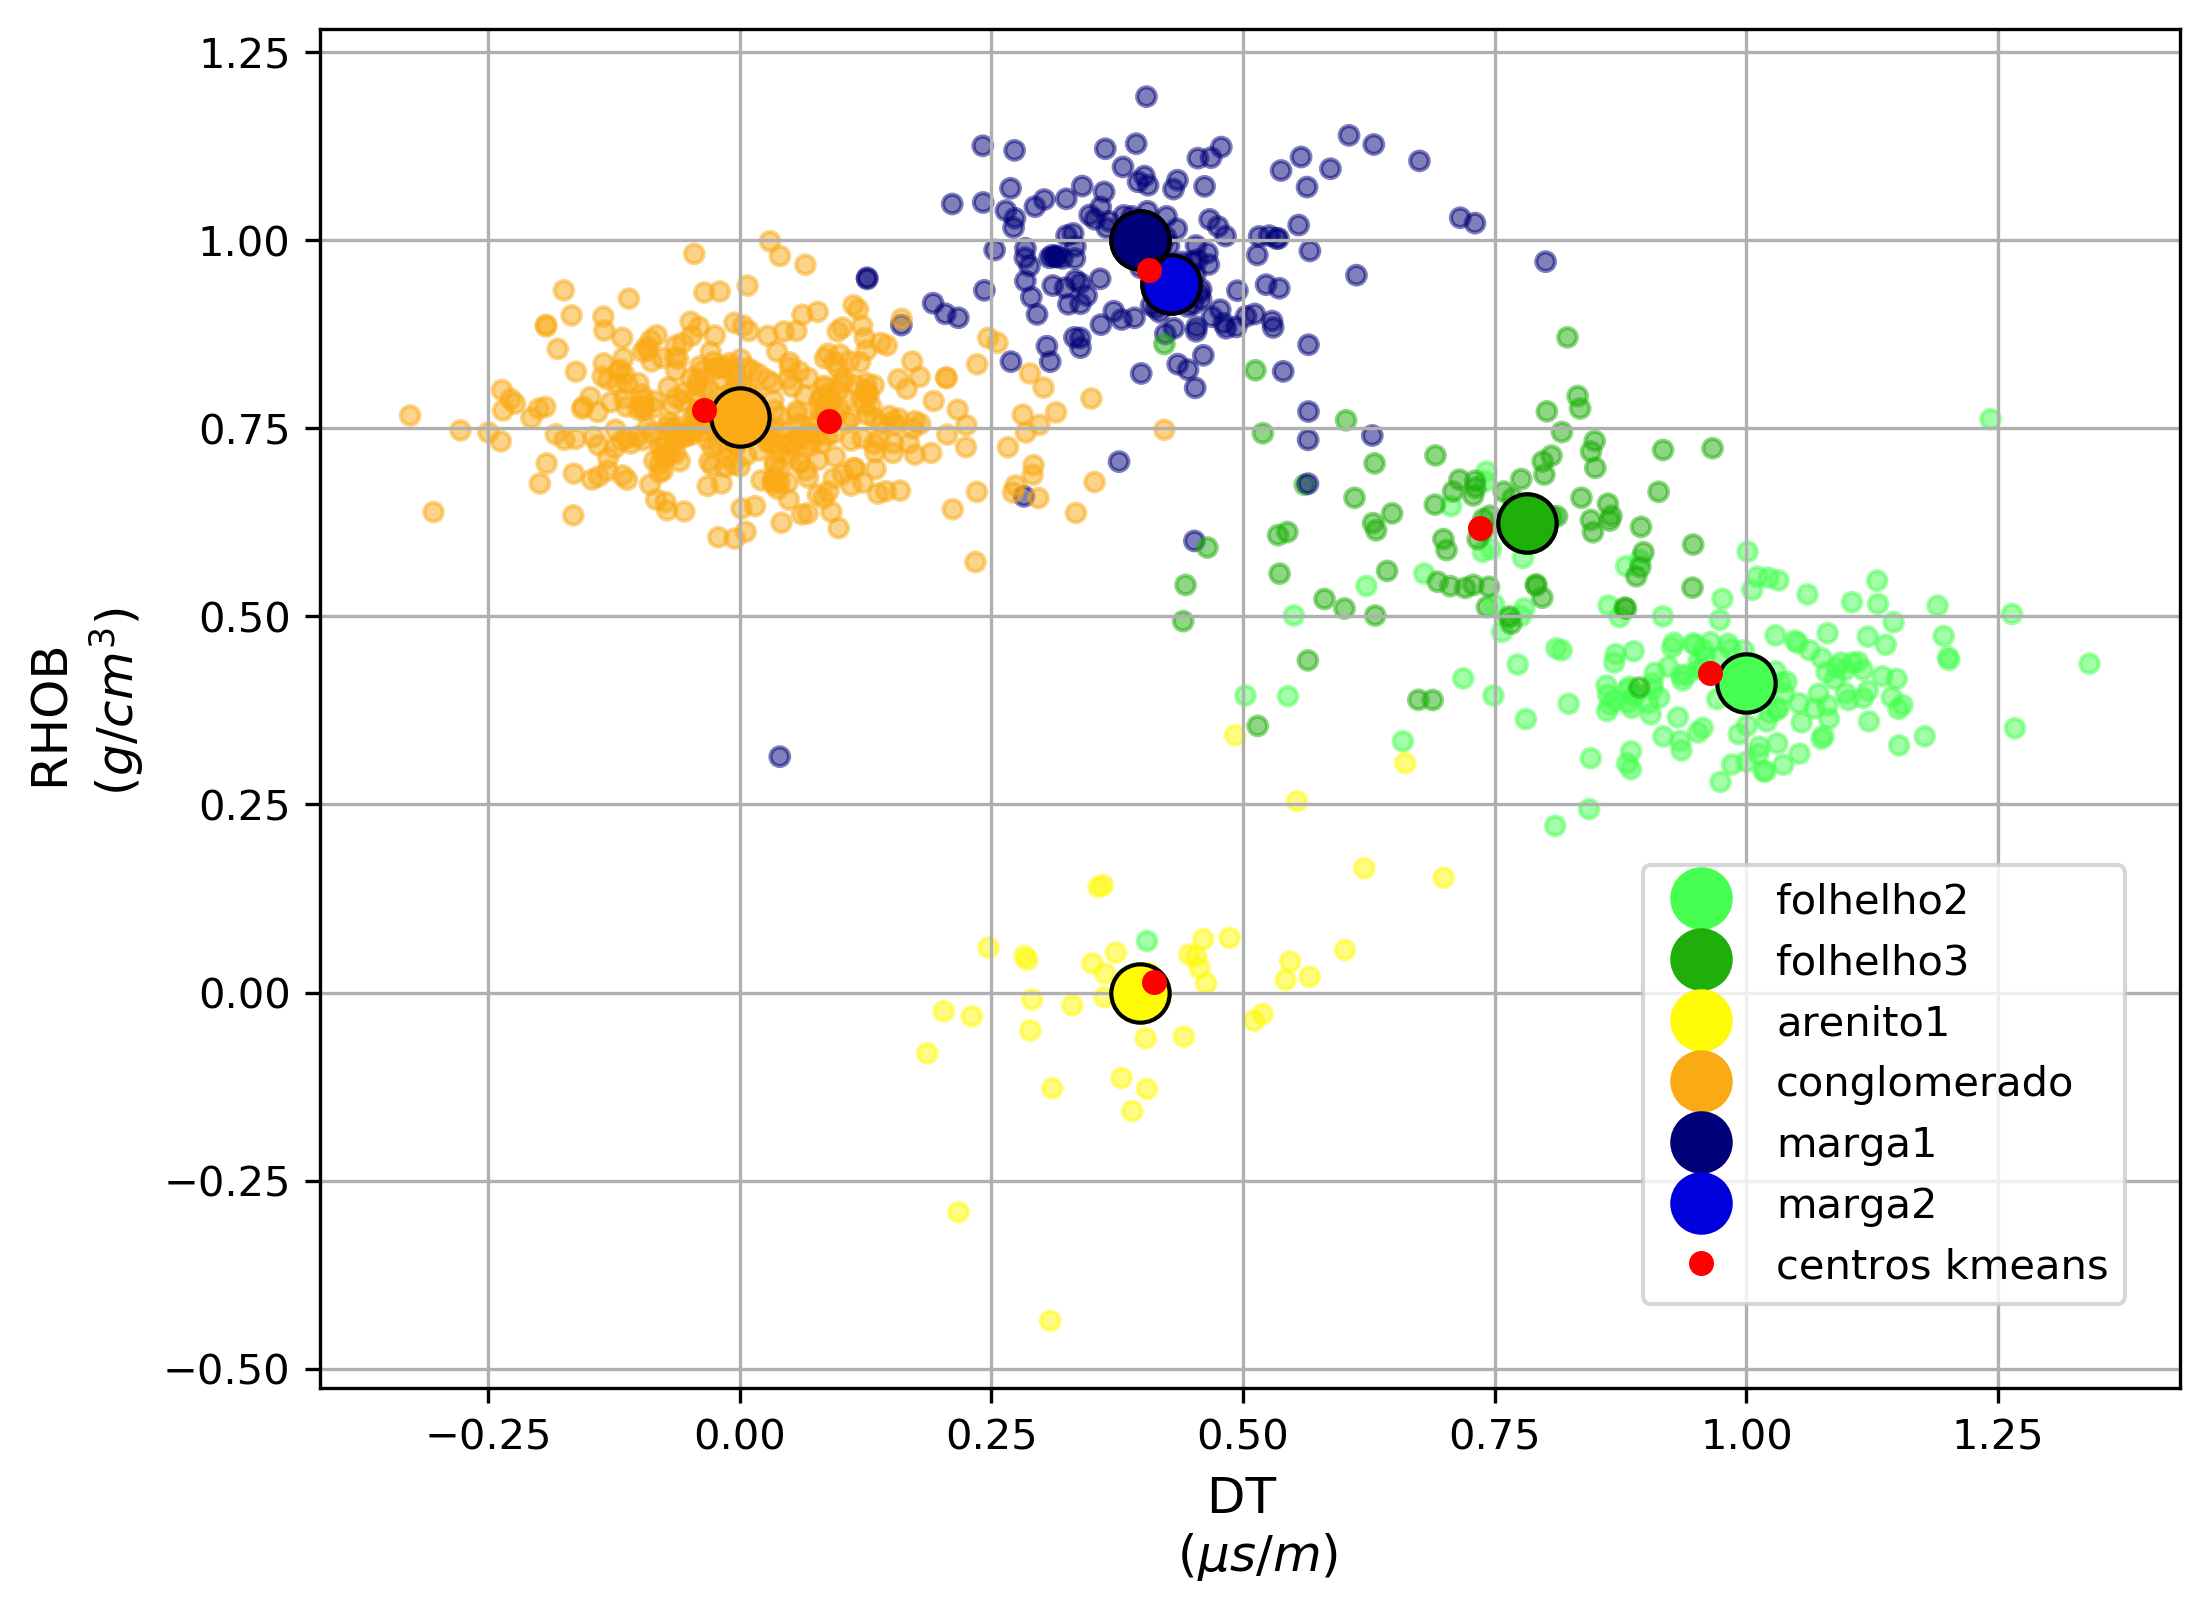 1.25
1.00
0.75
0.50
0.25
0.00
−0.25
−0.50
RHOB
(g/cm³)
folhelho2
folhelho3
arenito1
conglomerado
marga1
marga2
centros kmeans
−0.25 0.00 0.25 0.50 0.75 1.00 1.25
DT
(μs/m)